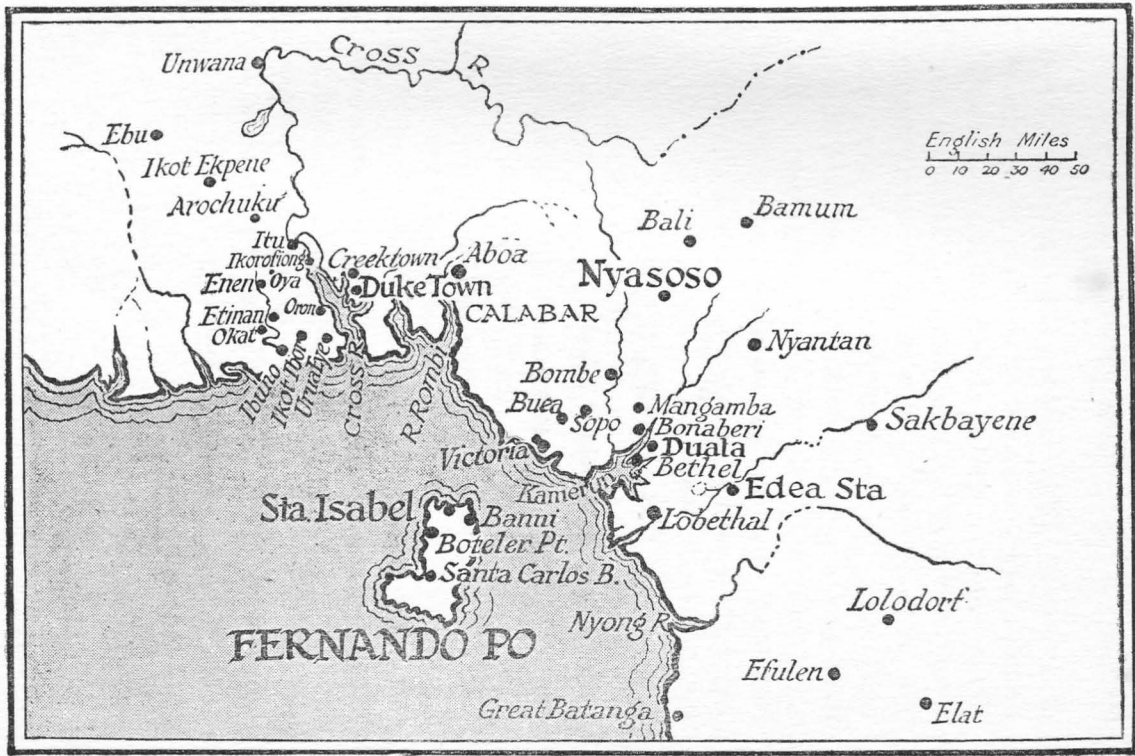 Cross
R
Unwana
Ebu
English Miles
0 10 20 30 40 50
Ikot Ekpene
Arochuku
Bali
Bamum
Itu
Ikorofiong
Creektown
Aboa
Enen
Oya
Duke Town
Nyasoso
Etinan
Oron
CALABAR
Okat
Nyantan
Ibuno
Ikot Ibor
UnaEye
Cross R
R.Romby
Bombe
Buea
Sopo
Mangamba
Bonaberi
Sakbayene
Victoria
Duala
Bethel
Edea Sta
Sta. Isabel
Banni
Lobethal
Boteler Pt.
Santa Carlos B.
Lolodorf
Nyong R.
FERNANDO PO
Efulen
Great Batanga
Elat